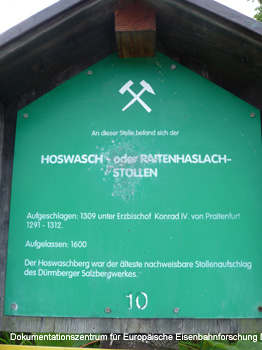 An dieser Stelle befand sich der
HOSWASCH - oder RAITENHASLACH-
STOLLEN
Aufgeschlagen: 1309 unter Erzbischof Konrad IV. von Praitenfurt
1291 - 1312.
Aufgelassen: 1600
Der Hoswaschberg war der älteste nachweisbare Stollenaufschlag
des Dürrnberger Salzbergwerkes.
10
Dokumentationszentrum für Europäische Eisenbahnforschung